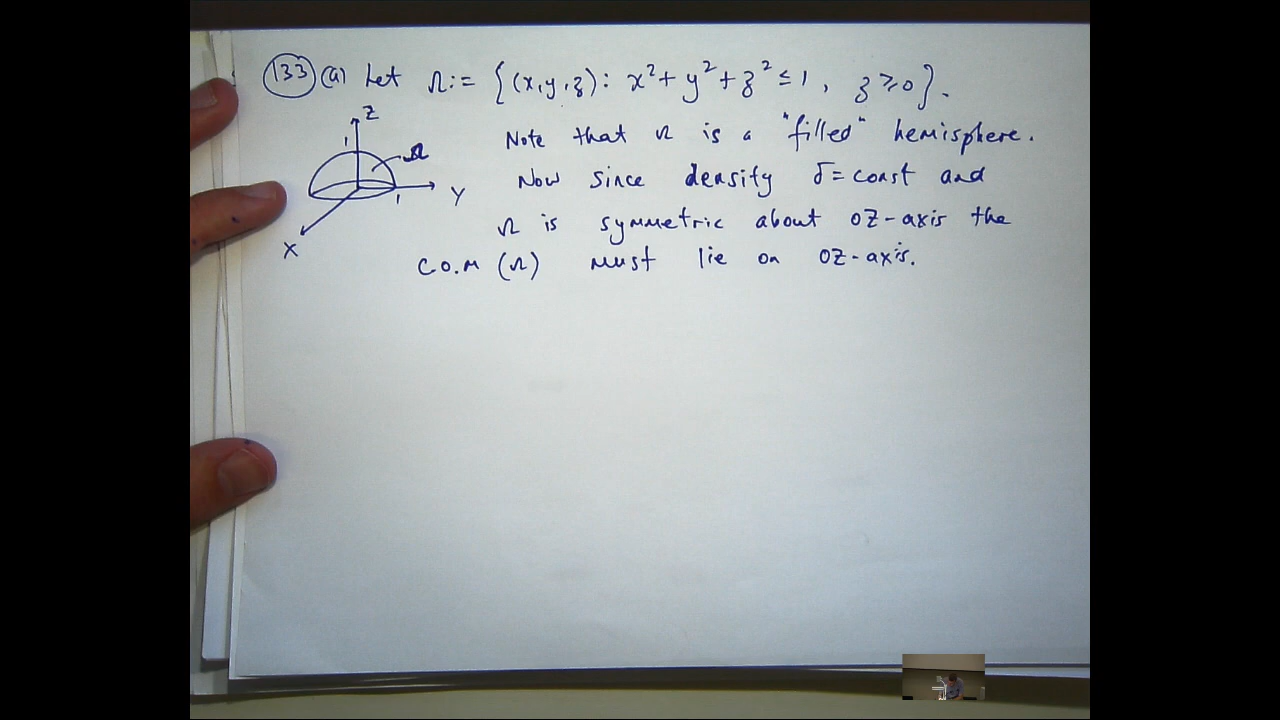 133 (a) Let Ω := {(x,y,z): x²+y²+z² ≤ 1, z ≥ 0}.
Note that Ω is a "filled" hemisphere.
Now since density δ = const and
Ω is symmetric about OZ-axis the
C.O.M (Ω) must lie on OZ-axis.
Z
1
Ω
Y
1
X